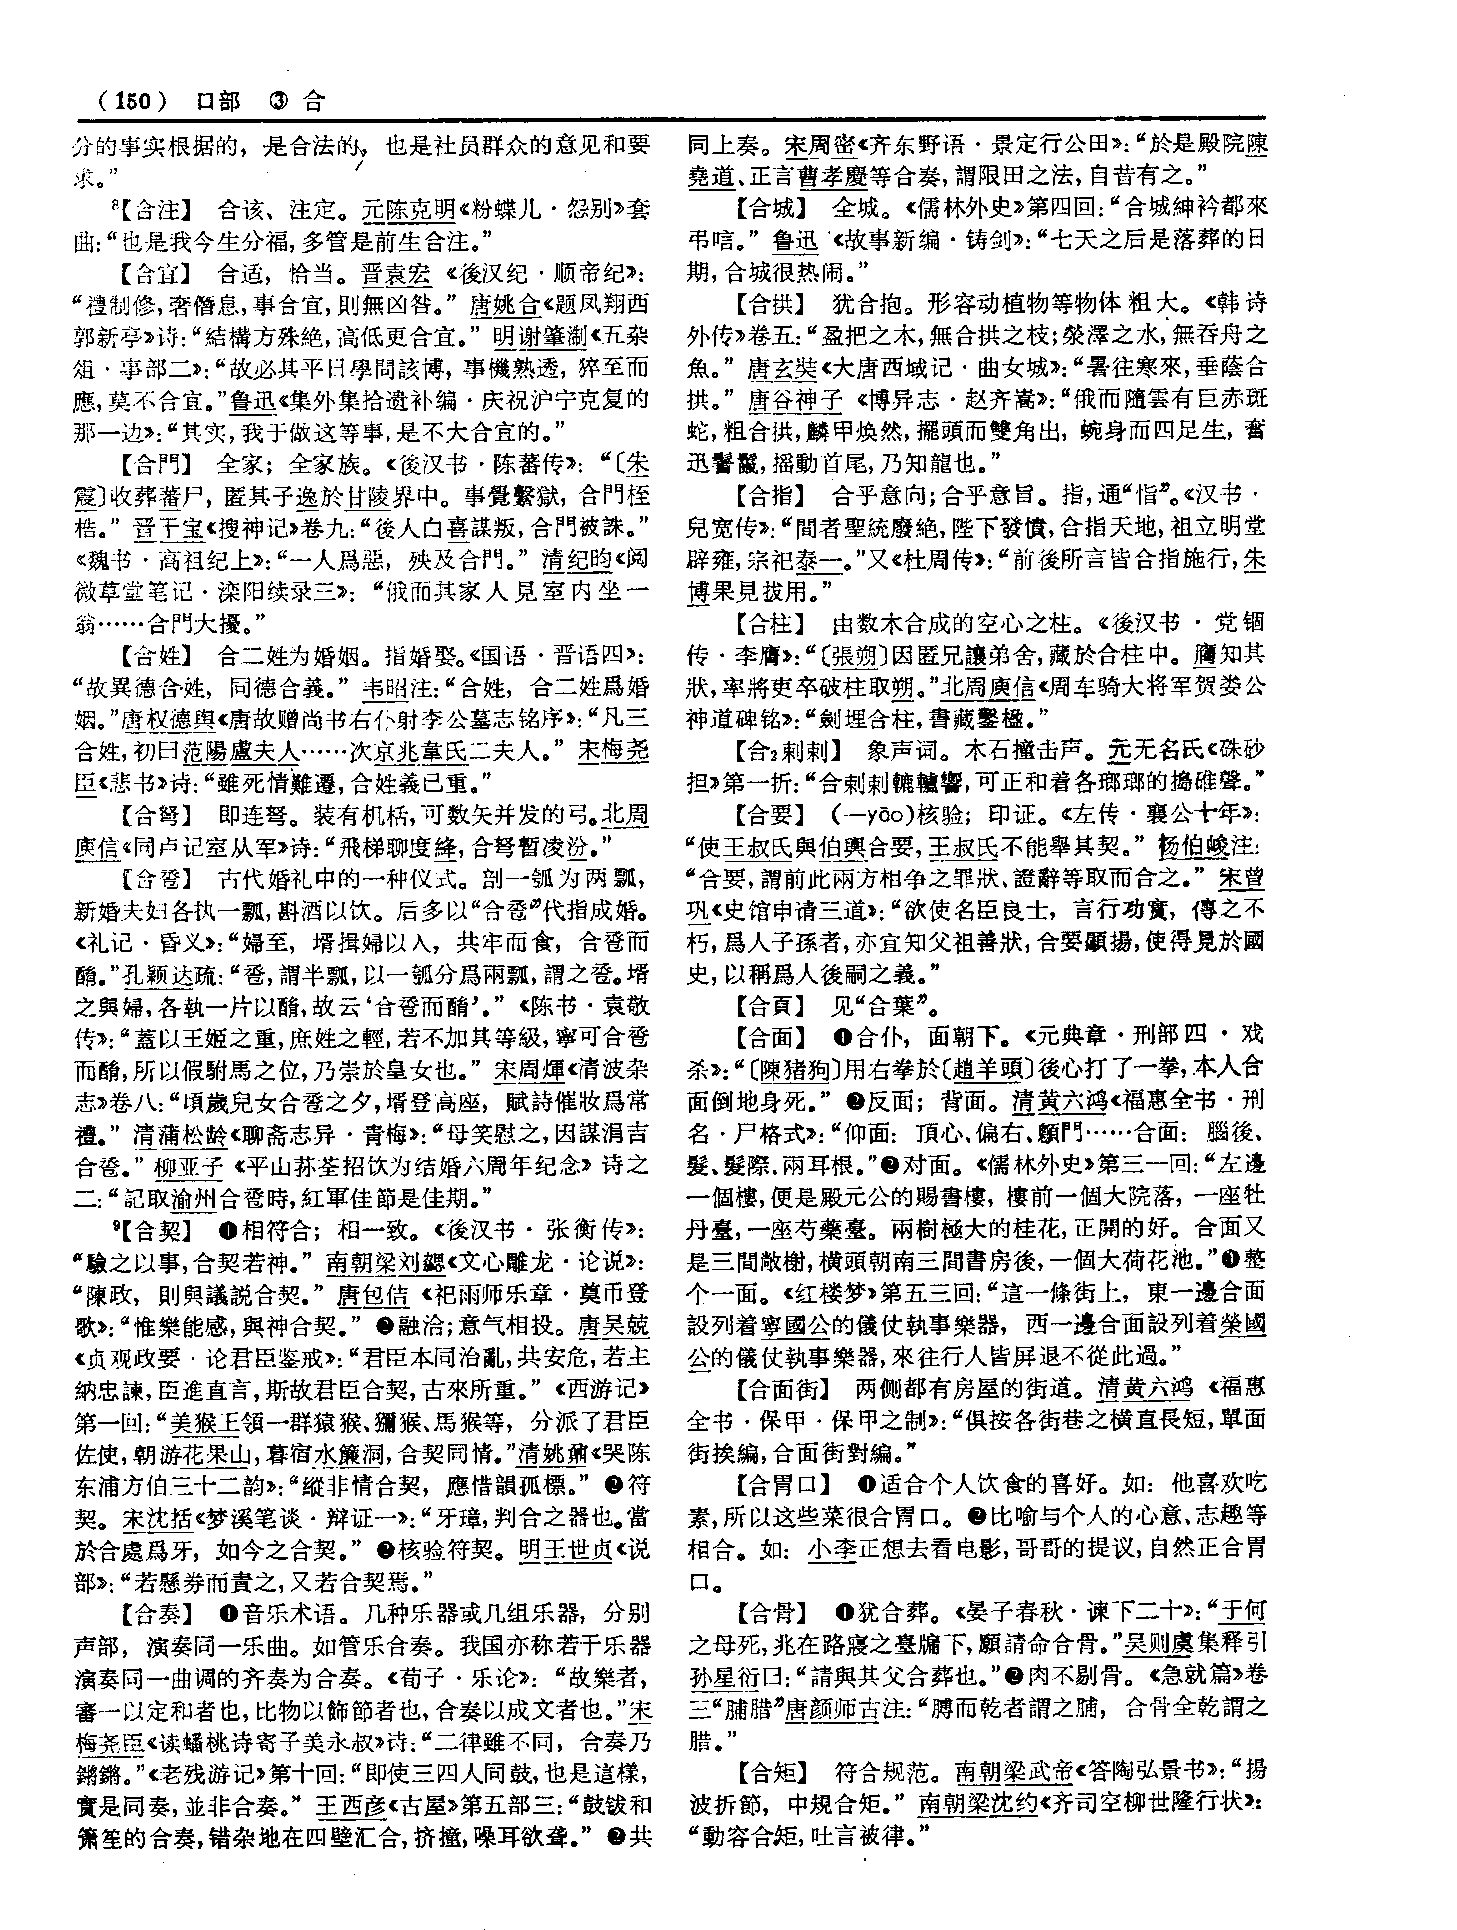 （150） 口部 ③ 合
分的事实根据的，是合法的，也是社员群众的意见和要
求。”
⁸【合注】 合该、注定。元陈克明《粉蝶儿·怨别》套
曲：“也是我今生分福，多管是前生合注。”
【合宜】 合适，恰当。晋袁宏《後汉纪·顺帝纪》：
“禮制修，奢僭息，事合宜，則無凶咎。”唐姚合《题凤翔西
郭新亭》诗：“結構方殊絶，高低更合宜。”明谢肇淛《五杂
俎·事部二》：“故必其平日學問該博，事機熟透，猝至而
應，莫不合宜。”鲁迅《集外集拾遗补编·庆祝沪宁克复的
那一边》：“其实，我于做这等事，是不大合宜的。”
【合門】 全家；全家族。《後汉书·陈蕃传》：“〔朱
震〕收葬蕃尸，匿其子逸於甘陵界中。事覺繫獄，合門桎
梏。”晋干宝《搜神记》卷九：“後人白喜謀叛，合門被誅。”
《魏书·高祖纪上》：“一人爲惡，殃及合門。”清纪昀《阅
微草堂笔记·滦阳续录三》：“俄而其家人見室内坐一
翁……合門大擾。”
【合姓】 合二姓为婚姻。指婚娶。《国语·晋语四》：
“故異德合姓，同德合義。”韦昭注：“合姓，合二姓爲婚
姻。”唐权德舆《唐故赠尚书右仆射李公墓志铭序》：“凡三
合姓，初曰范陽盧夫人……次京兆韋氏二夫人。”宋梅尧
臣《悲书》诗：“雖死情難遷，合姓義已重。”
【合弩】 即连弩。装有机栝，可数矢并发的弓。北周
庾信《同卢记室从军》诗：“飛梯聊度絳，合弩暫凌汾。”
【合卺】 古代婚礼中的一种仪式。剖一瓠为两瓢，
新婚夫妇各执一瓢，斟酒以饮。后多以“合卺”代指成婚。
《礼记·昏义》：“婦至，壻揖婦以入，共牢而食，合卺而
酳。”孔颖达疏：“卺，謂半瓢，以一瓠分爲兩瓢，謂之卺。壻
之與婦，各執一片以酳，故云‘合卺而酳’。”《陈书·袁敬
传》：“蓋以王姬之重，庶姓之輕，若不加其等級，寧可合卺
而酳，所以假駙馬之位，乃崇於皇女也。”宋周煇《清波杂
志》卷八：“頃歲兒女合卺之夕，壻登高座，賦詩催妝爲常
禮。”清蒲松龄《聊斋志异·青梅》：“母笑慰之，因謀涓吉
合卺。”柳亚子《平山荪荃招饮为结婚六周年纪念》诗之
二：“記取渝州合卺時，紅軍佳節是佳期。”
⁹【合契】 ❶相符合；相一致。《後汉书·张衡传》：
“驗之以事，合契若神。”南朝梁刘勰《文心雕龙·论说》：
“陳政，則與議説合契。”唐包佶《祀雨师乐章·奠币登
歌》：“惟樂能感，與神合契。”❷融洽；意气相投。唐吴兢
《贞观政要·论君臣鉴戒》：“君臣本同治亂，共安危，若主
納忠諫，臣進直言，斯故君臣合契，古來所重。”《西游记》
第一回：“美猴王領一群猿猴、獼猴、馬猴等，分派了君臣
佐使，朝游花果山，暮宿水簾洞，合契同情。”清姚鼐《哭陈
东浦方伯三十二韵》：“縱非情合契，應惜韻孤標。”❷符
契。宋沈括《梦溪笔谈·辩证一》：“牙璋，判合之器也。當
於合處爲牙，如今之合契。”❷核验符契。明王世贞《说
部》：“若懸券而責之，又若合契焉。”
【合奏】 ❶音乐术语。几种乐器或几组乐器，分别
声部，演奏同一乐曲。如管乐合奏。我国亦称若干乐器
演奏同一曲调的齐奏为合奏。《荀子·乐论》：“故樂者，
審一以定和者也，比物以飾節者也，合奏以成文者也。”宋
梅尧臣《读蟠桃诗寄子美永叔》诗：“二律雖不同，合奏乃
鏘鏘。”《老残游记》第十回：“即使三四人同鼓，也是這樣，
實是同奏，並非合奏。”王西彦《古屋》第五部三：“鼓钹和
箫笙的合奏，错杂地在四壁汇合，挤撞，噪耳欲聋。”❷共
同上奏。宋周密《齐东野语·景定行公田》：“於是殿院陳
堯道、正言曹孝慶等合奏，謂限田之法，自昔有之。”
【合城】 全城。《儒林外史》第四回：“合城紳衿都來
弔唁。”鲁迅《故事新编·铸剑》：“七天之后是落葬的日
期，合城很热闹。”
【合拱】 犹合抱。形容动植物等物体粗大。《韩诗
外传》卷五：“盈把之木，無合拱之枝；滎澤之水，無吞舟之
魚。”唐玄奘《大唐西域记·曲女城》：“暑往寒來，垂蔭合
拱。”唐谷神子《博异志·赵齐嵩》：“俄而隨雲有巨赤斑
蛇，粗合拱，麟甲焕然，擺頭而雙角出，蜿身而四足生，奮
迅鬐鬣，摇動首尾，乃知龍也。”
【合指】 合乎意向；合乎意旨。指，通“恉”。《汉书·
兒宽传》：“間者聖統廢絶，陛下發憤，合指天地，祖立明堂
辟雍，宗祀泰一。”又《杜周传》：“前後所言皆合指施行，朱
博果見拔用。”
【合柱】 由数木合成的空心之柱。《後汉书·党锢
传·李膺》：“〔張朔〕因匿兄讓弟舍，藏於合柱中。膺知其
狀，率將吏卒破柱取朔。”北周庾信《周车骑大将军贺娄公
神道碑铭》：“劍埋合柱，書藏鑿楹。”
【合₂剌剌】 象声词。木石撞击声。元无名氏《硃砂
担》第一折：“合剌剌轆轤響，可正和着各瑯瑯的搗碓聲。”
【合要】 （—yāo）核验；印证。《左传·襄公十年》：
“使王叔氏與伯輿合要，王叔氏不能舉其契。”杨伯峻注：
“合要，謂前此兩方相争之罪狀、證辭等取而合之。”宋曾
巩《史馆申请三道》：“欲使名臣良士，言行功實，傳之不
朽，爲人子孫者，亦宜知父祖善狀，合要顯揚，使得見於國
史，以稱爲人後嗣之義。”
【合頁】 见“合葉”。
【合面】 ❶合仆，面朝下。《元典章·刑部四·戏
杀》：“〔陳猪狗〕用右拳於〔趙羊頭〕後心打了一拳，本人合
面倒地身死。”❷反面；背面。清黄六鸿《福惠全书·刑
名·尸格式》：“仰面：頂心、偏右、顖門……合面：腦後、
髮、髮際、兩耳根。”❷对面。《儒林外史》第三一回：“左邊
一個樓，便是殿元公的賜書樓，樓前一個大院落，一座牡
丹臺，一座芍藥臺。兩樹極大的桂花，正開的好。合面又
是三間敞榭，横頭朝南三間書房後，一個大荷花池。”❶整
个一面。《红楼梦》第五三回：“這一條街上，東一邊合面
設列着寧國公的儀仗執事樂器，西一邊合面設列着榮國
公的儀仗執事樂器，來往行人皆屏退不從此過。”
【合面街】 两侧都有房屋的街道。清黄六鸿《福惠
全书·保甲·保甲之制》：“俱按各街巷之横直長短，單面
街挨編，合面街對編。”
【合胃口】 ❶适合个人饮食的喜好。如：他喜欢吃
素，所以这些菜很合胃口。❷比喻与个人的心意、志趣等
相合。如：小李正想去看电影，哥哥的提议，自然正合胃
口。
【合骨】 ❶犹合葬。《晏子春秋·谏下二十》：“于何
之母死，兆在路寢之臺牖下，願請命合骨。”吴则虞集释引
孙星衍曰：“請與其父合葬也。”❷肉不剔骨。《急就篇》卷
三“脯腊”唐颜师古注：“膊而乾者謂之脯，合骨全乾謂之
腊。”
【合矩】 符合规范。南朝梁武帝《答陶弘景书》：“揚
波折節，中規合矩。”南朝梁沈约《齐司空柳世隆行状》：
“動容合矩，吐言被律。”